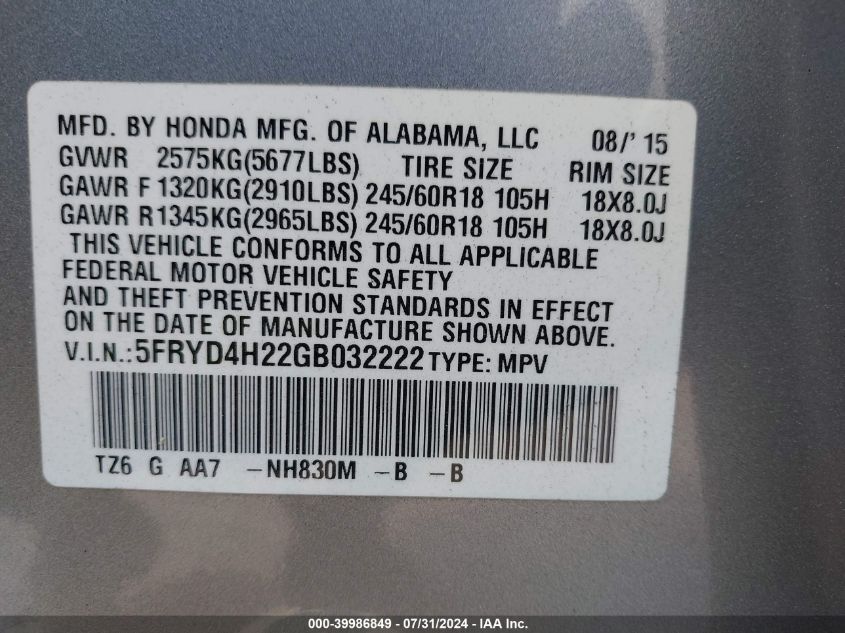 MFD. BY HONDA MFG. OF ALABAMA, LLC 08/' 15
GVWR 2575KG(5677LBS) TIRE SIZE RIM SIZE
GAWR F 1320KG(2910LBS) 245/60R18 105H 18X8.0J
GAWR R1345KG(2965LBS) 245/60R18 105H 18X8.0J
THIS VEHICLE CONFORMS TO ALL APPLICABLE
FEDERAL MOTOR VEHICLE SAFETY
AND THEFT PREVENTION STANDARDS IN EFFECT
ON THE DATE OF MANUFACTURE SHOWN ABOVE.
V.I.N.:5FRYD4H22GB032222 TYPE: MPV
TZ6 G AA7 -NH830M -B -B
000-39986849 - 07/31/2024 - IAA, Inc.